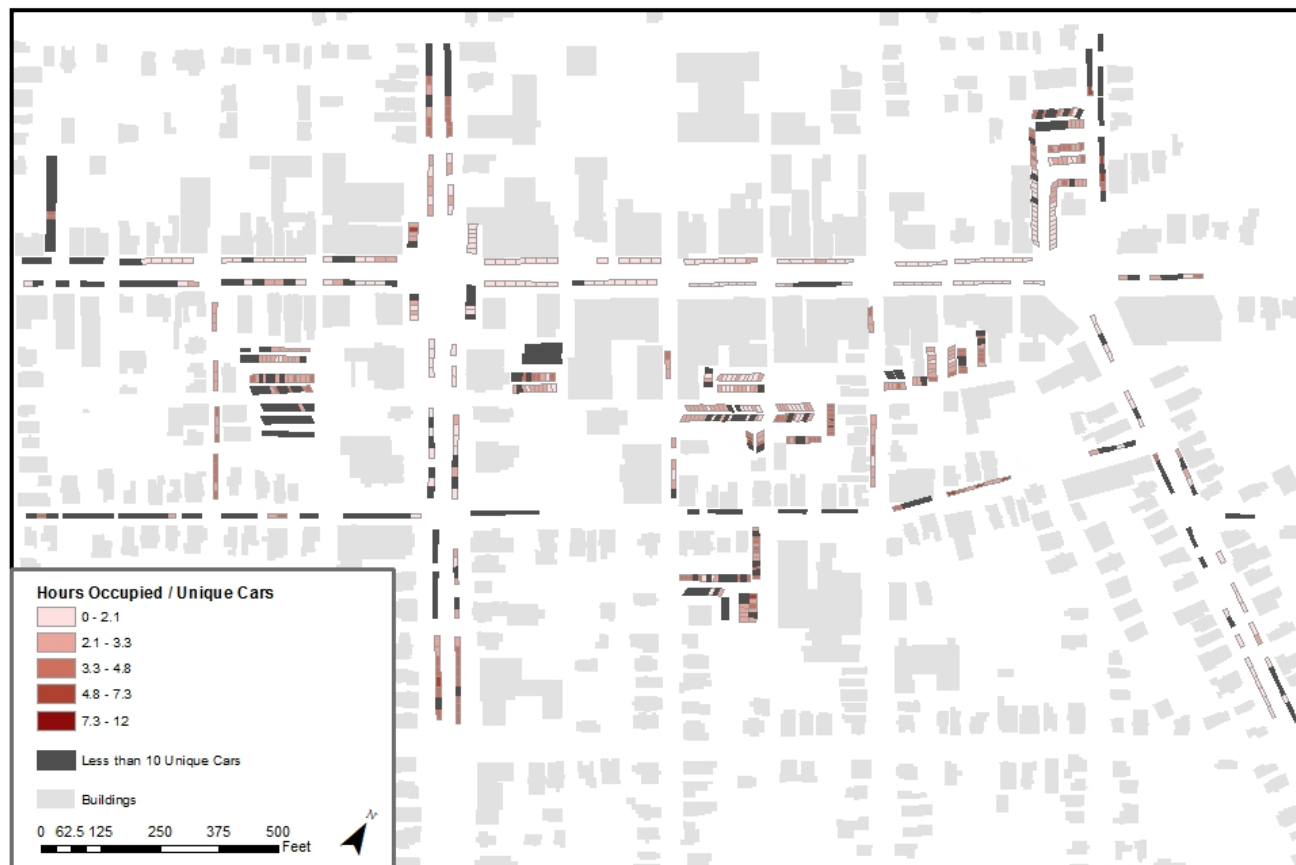 Hours Occupied / Unique Cars
0 - 2.1
2.1 - 3.3
3.3 - 4.8
4.8 - 7.3
7.3 - 12
Less than 10 Unique Cars
Buildings
N
0 62.5 125 250 375 500
Feet